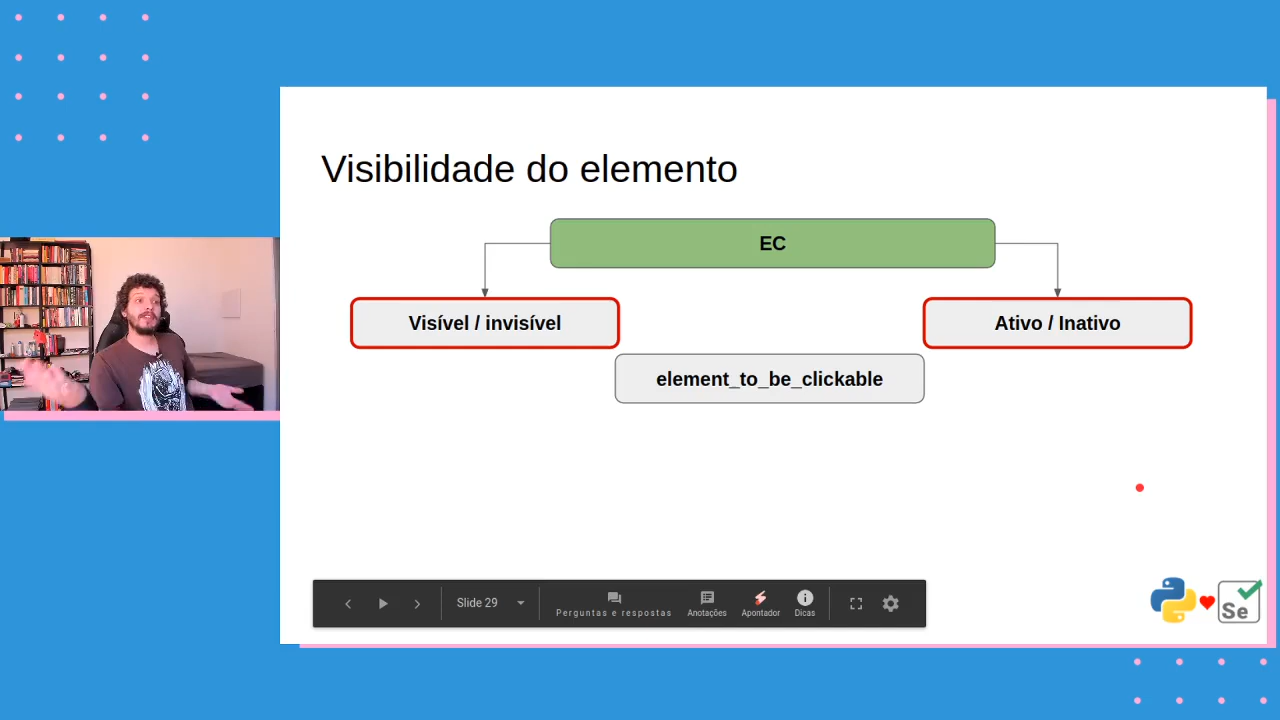 Visibilidade do elemento
EC
Visível / invisível
Ativo / Inativo
element_to_be_clickable
Slide 29
Perguntas e respostas
Anotações
Apontador
Dicas
Se